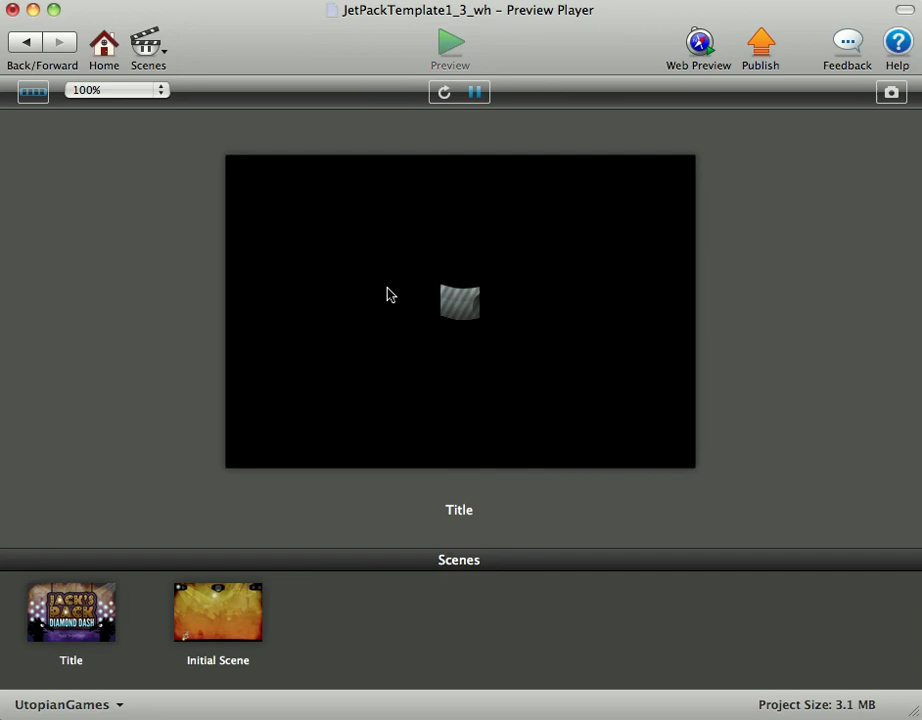 JetPackTemplate1_3_wh – Preview Player
Back/Forward Home Scenes Preview Web Preview Publish Feedback Help
100%
Title
Scenes
JACK'S
PACK
DIAMOND DASH
Title Initial Scene
UtopianGames Project Size: 3.1 MB